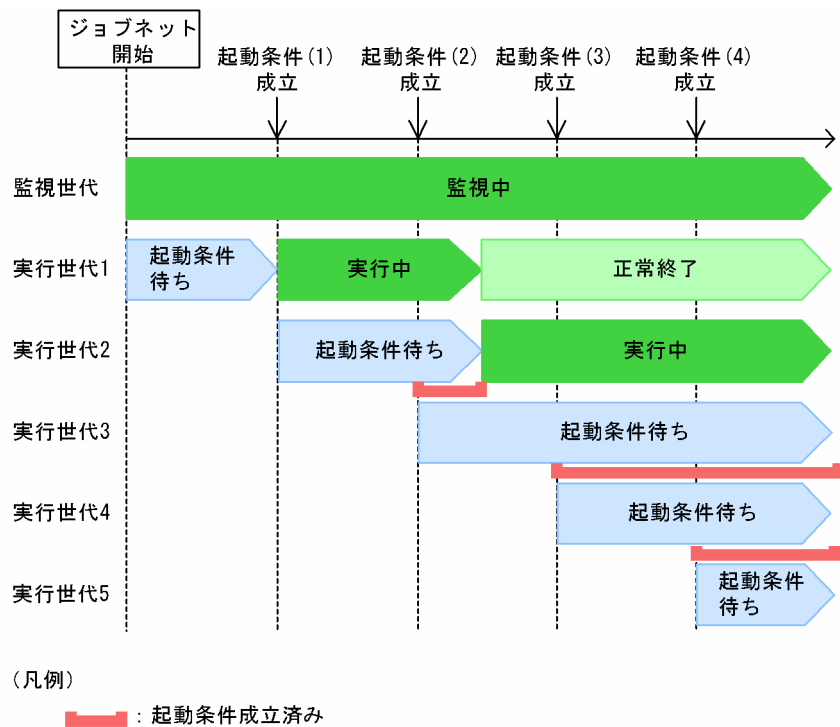 ジョブネット
開始
起動条件(1)
成立
起動条件(2)
成立
起動条件(3)
成立
起動条件(4)
成立
監視世代
監視中
実行世代1
起動条件
待ち
実行中
正常終了
実行世代2
起動条件待ち
実行中
実行世代3
起動条件待ち
実行世代4
起動条件待ち
実行世代5
起動条件
待ち
(凡例)
：起動条件成立済み